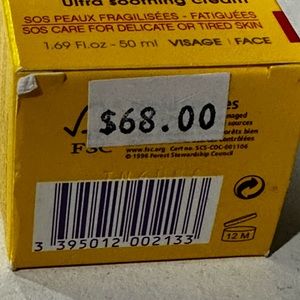 Ultra soothing cream
SOS PEAUX FRAGILISÉES - FATIGUÉES
SOS CARE FOR DELICATE OR TIRED SKIN
1.69 Fl.oz - 50 ml VISAGE FACE
$68.00
FSC
www.fsc.org Cert no. SCS-COC-001106
© 1996 Forest Stewardship Council
3 395012 002133
12 M